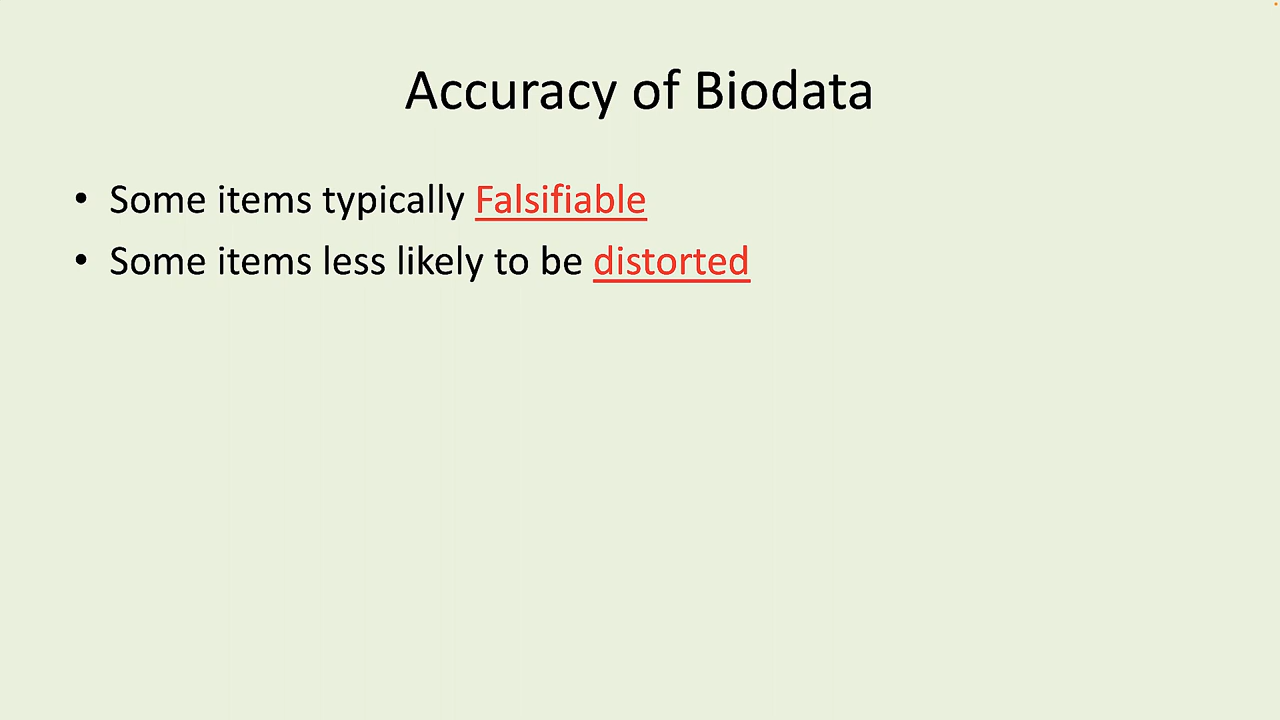 Accuracy of Biodata
• Some items typically Falsifiable
• Some items less likely to be distorted